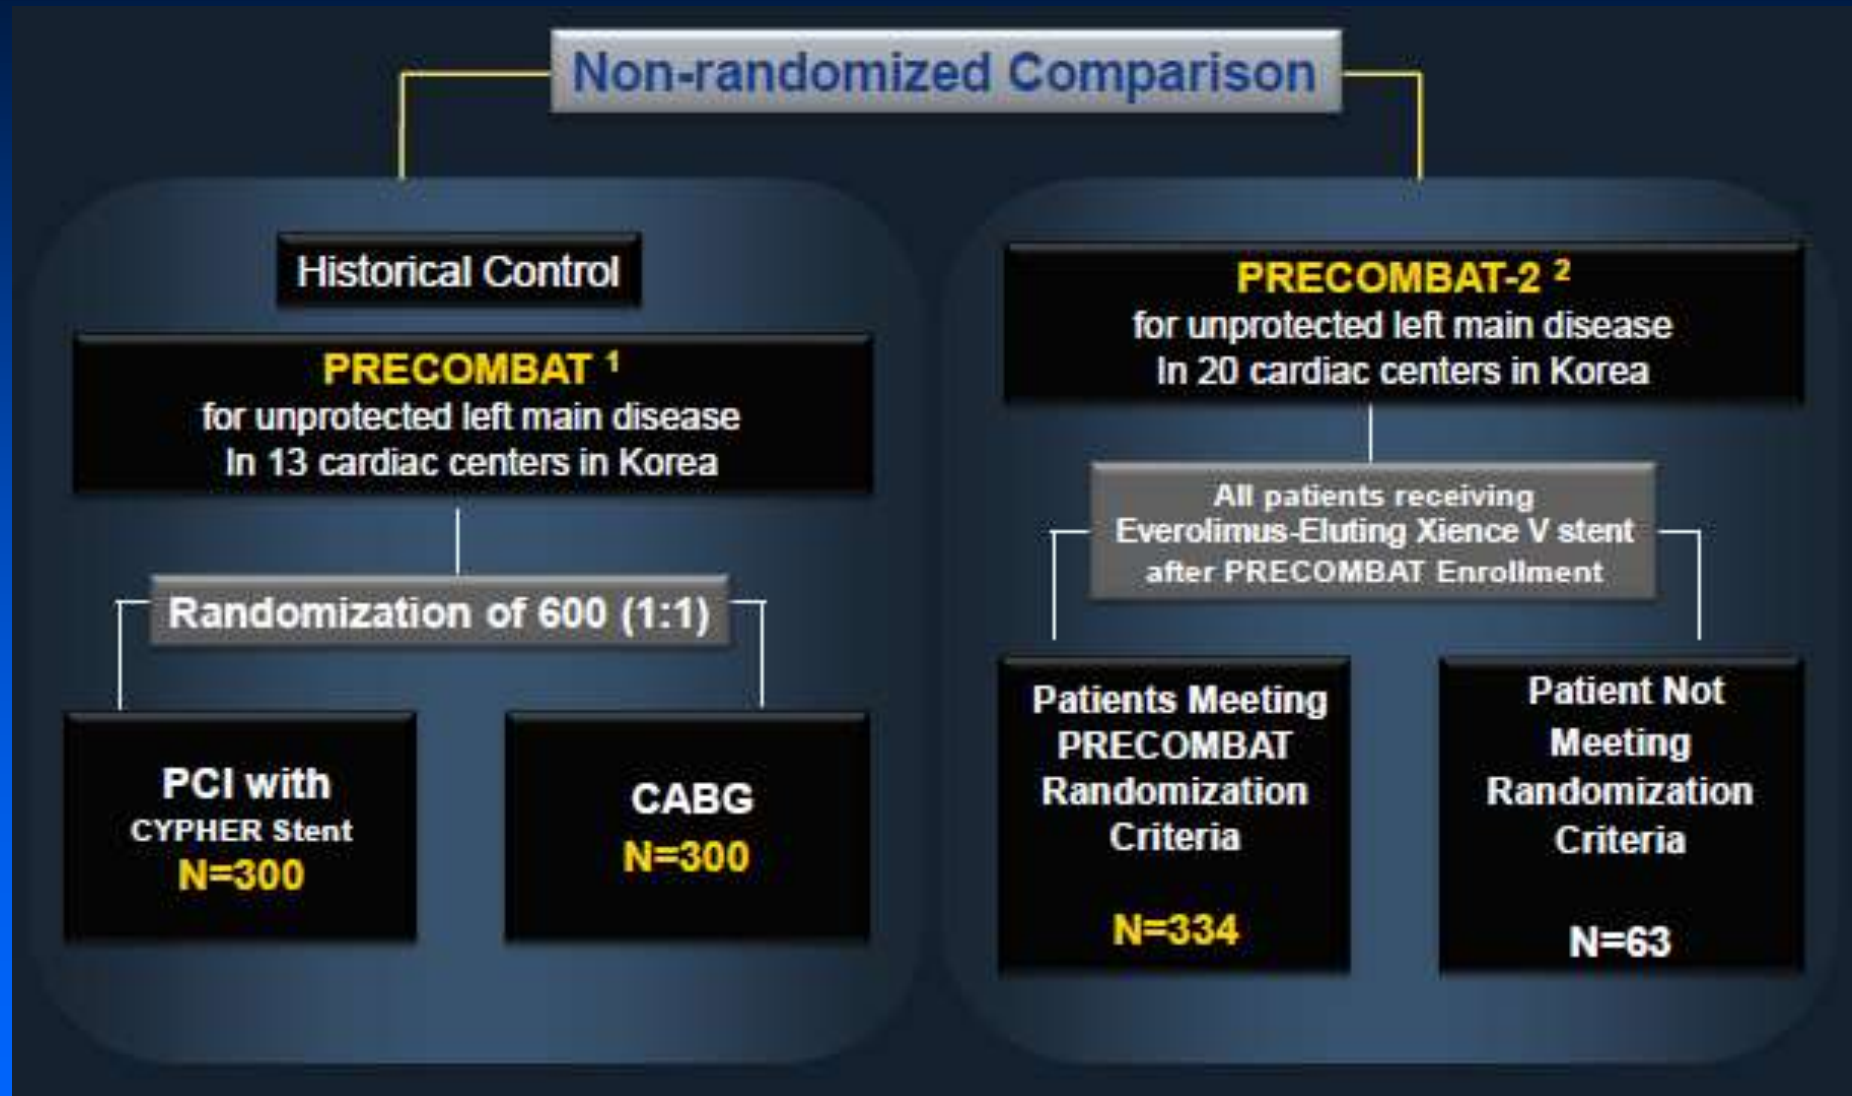 Non-randomized Comparison
Historical Control
PRECOMBAT 1
for unprotected left main disease
In 13 cardiac centers in Korea
Randomization of 600 (1:1)
PCI with
CYPHER Stent
N=300
CABG
N=300
PRECOMBAT-2 2
for unprotected left main disease
In 20 cardiac centers in Korea
All patients receiving
Everolimus-Eluting Xience V stent
after PRECOMBAT Enrollment
Patients Meeting
PRECOMBAT
Randomization
Criteria
N=334
Patient Not
Meeting
Randomization
Criteria
N=63